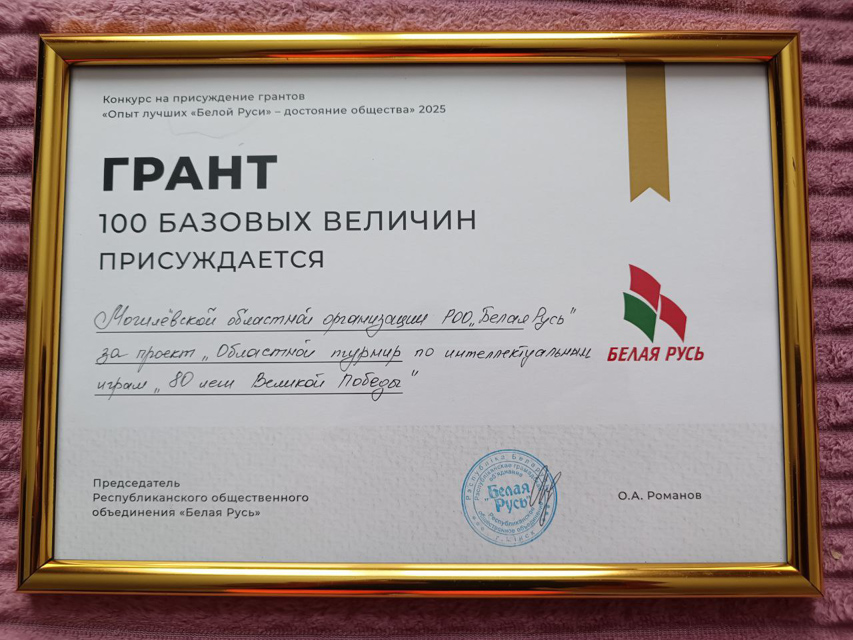 Конкурс на присуждение грантов
«Опыт лучших «Белой Руси» – достояние общества» 2025
ГРАНТ
100 БАЗОВЫХ ВЕЛИЧИН
ПРИСУЖДАЕТСЯ
Могилёвской областной организации РОО „Белая Русь"
за проект „Областной турнир по интеллектуальным
играм „80 лет Великой Победы"
БЕЛАЯ РУСЬ
Председатель
Республиканского общественного
объединения «Белая Русь»
"Белая
Русь"
О.А. Романов